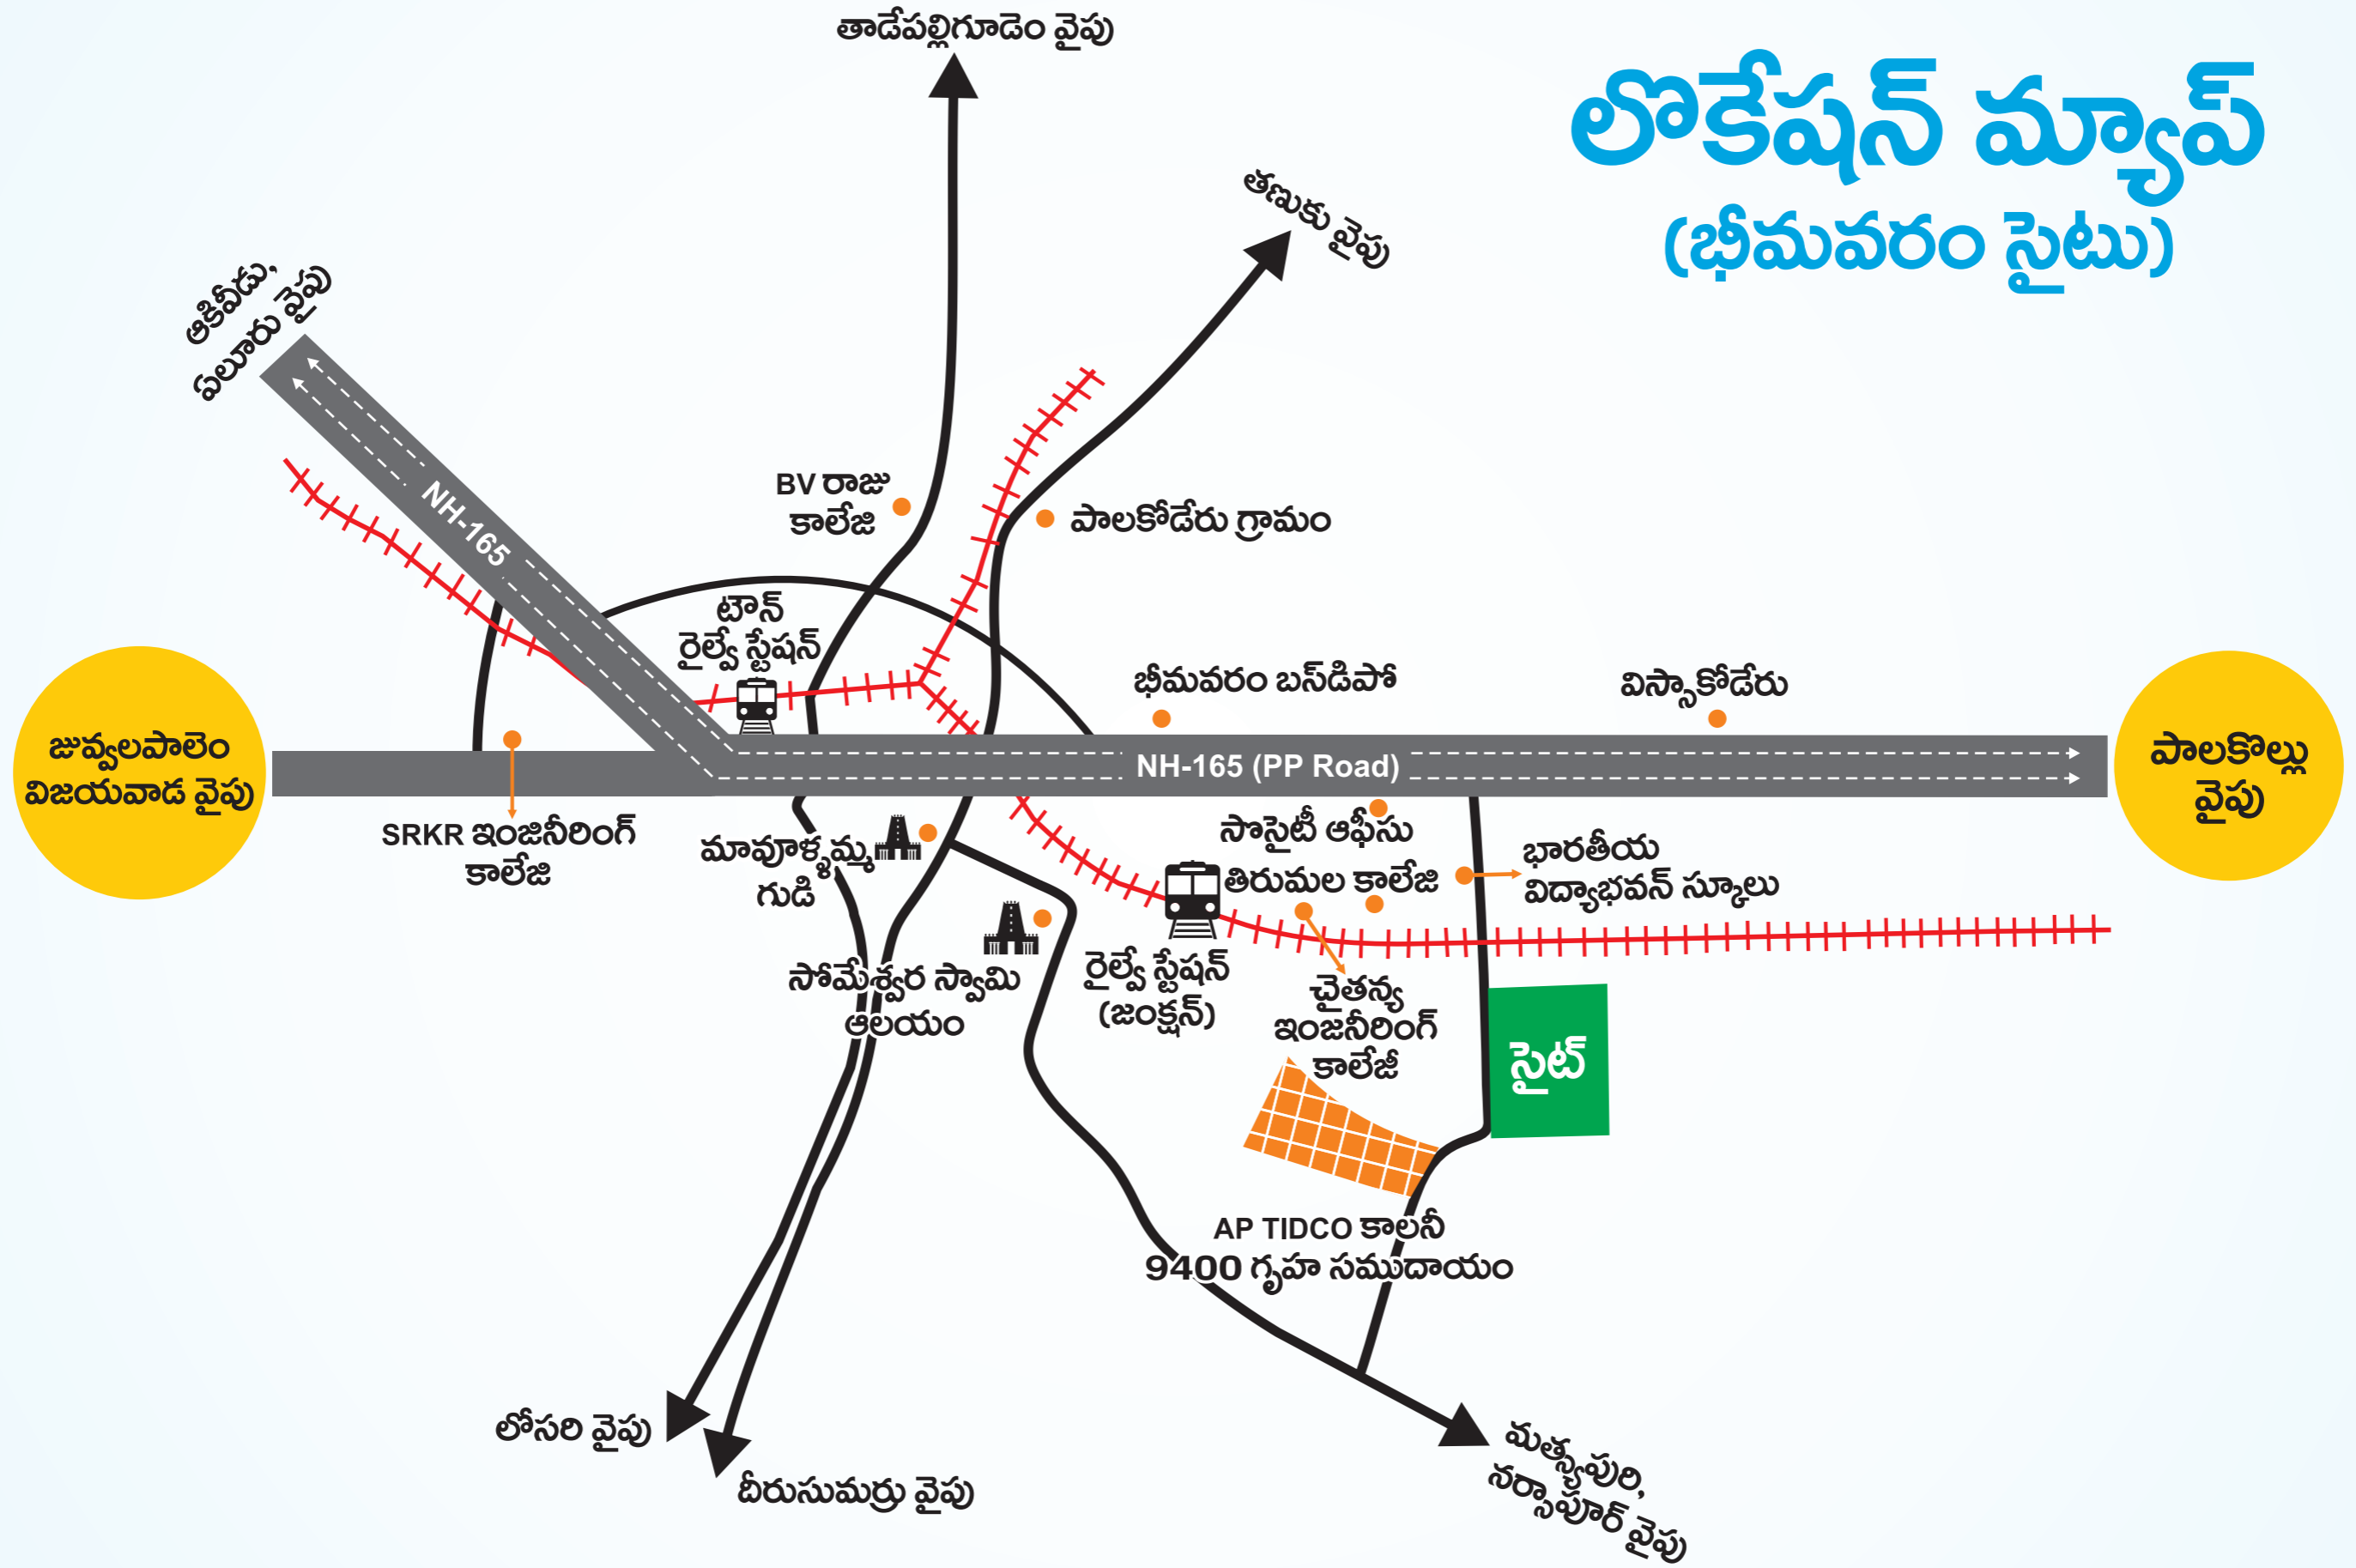 తాడేపల్లిగూడెం వైపు
లొకేషన్ మ్యాప్
(భీమవరం సైటు)
తణుకు వైపు
ఆకివీడు,
ఏలూరు వైపు
NH-165
BV రాజు
కాలేజి
పాలకోడేరు గ్రామం
టౌన్
రైల్వే స్టేషన్
భీమవరం బస్‌డిపో
విస్సాకోడేరు
జువ్వలపాలెం
విజయవాడ వైపు
NH-165 (PP Road)
పాలకొల్లు
వైపు
SRKR ఇంజినీరింగ్
కాలేజి
మావూళ్ళమ్మ
గుడి
సొసైటీ ఆఫీసు
తిరుమల కాలేజి
భారతీయ
విద్యాభవన్ స్కూలు
సోమేశ్వర స్వామి
ఆలయం
రైల్వే స్టేషన్
(జంక్షన్)
చైతన్య
ఇంజనీరింగ్
కాలేజీ
సైట్
AP TIDCO కాలనీ
9400 గృహ సముదాయం
లోసరి వైపు
దిరుసుమర్రు వైపు
మత్స్యపురి,
నర్సాపూర్ వైపు